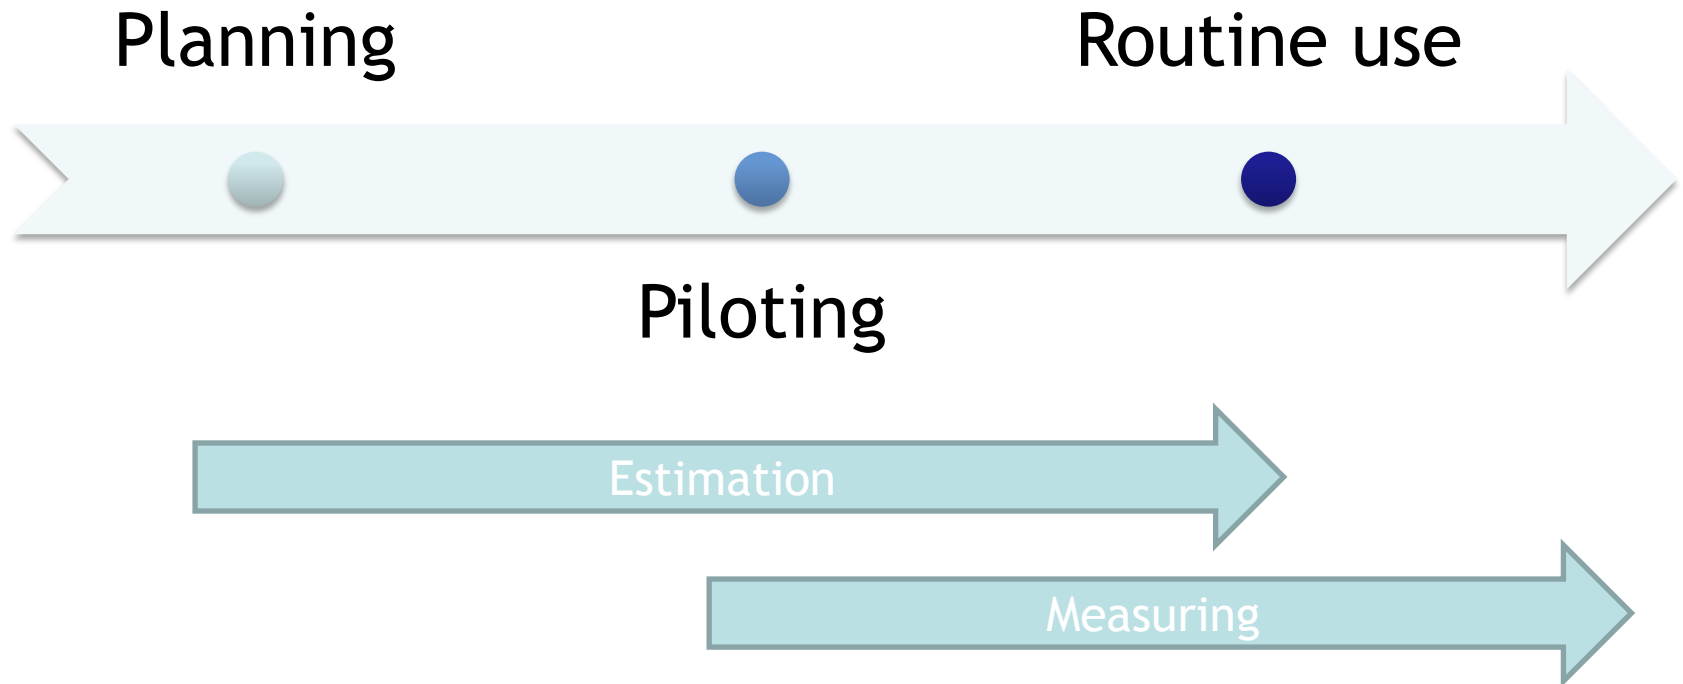 Planning
Routine use
Piloting
Estimation
Measuring